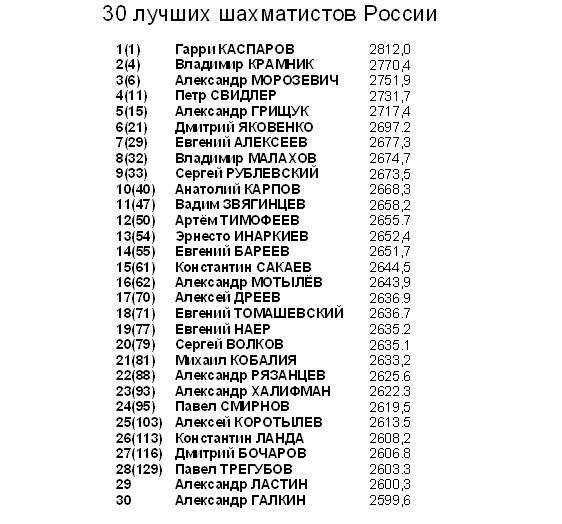 30 лучших шахматистов России
1(1) Гарри КАСПАРОВ 2812,0
2(4) Владимир КРАМНИК 2770,4
3(6) Александр МОРОЗЕВИЧ 2751,9
4(11) Петр СВИДЛЕР 2731,7
5(15) Александр ГРИЩУК 2717,4
6(21) Дмитрий ЯКОВЕНКО 2697.2
7(29) Евгений АЛЕКСЕЕВ 2677,3
8(32) Владимир МАЛАХОВ 2674,7
9(33) Сергей РУБЛЕВСКИЙ 2673,5
10(40) Анатолий КАРПОВ 2668,3
11(47) Вадим ЗВЯГИНЦЕВ 2658,2
12(50) Артём ТИМОФЕЕВ 2655.7
13(54) Эрнесто ИНАРКИЕВ 2652,4
14(55) Евгений БАРЕЕВ 2651,7
15(61) Константин САКАЕВ 2644,5
16(62) Александр МОТЫЛЁВ 2643,9
17(70) Алексей ДРЕЕВ 2636.9
18(71) Евгений ТОМАШЕВСКИЙ 2636.7
19(77) Евгений НАЕР 2635.2
20(79) Сергей ВОЛКОВ 2635.1
21(81) Михаил КОБАЛИЯ 2633,2
22(88) Александр РЯЗАНЦЕВ 2625.6
23(93) Александр ХАЛИФМАН 2622.3
24(95) Павел СМИРНОВ 2619,5
25(103) Алексей КОРОТЫЛЕВ 2613.5
26(113) Константин ЛАНДА 2608,2
27(116) Дмитрий БОЧАРОВ 2606.8
28(129) Павел ТРЕГУБОВ 2603.3
29 Александр ЛАСТИН 2600,3
30 Александр ГАЛКИН 2599,6